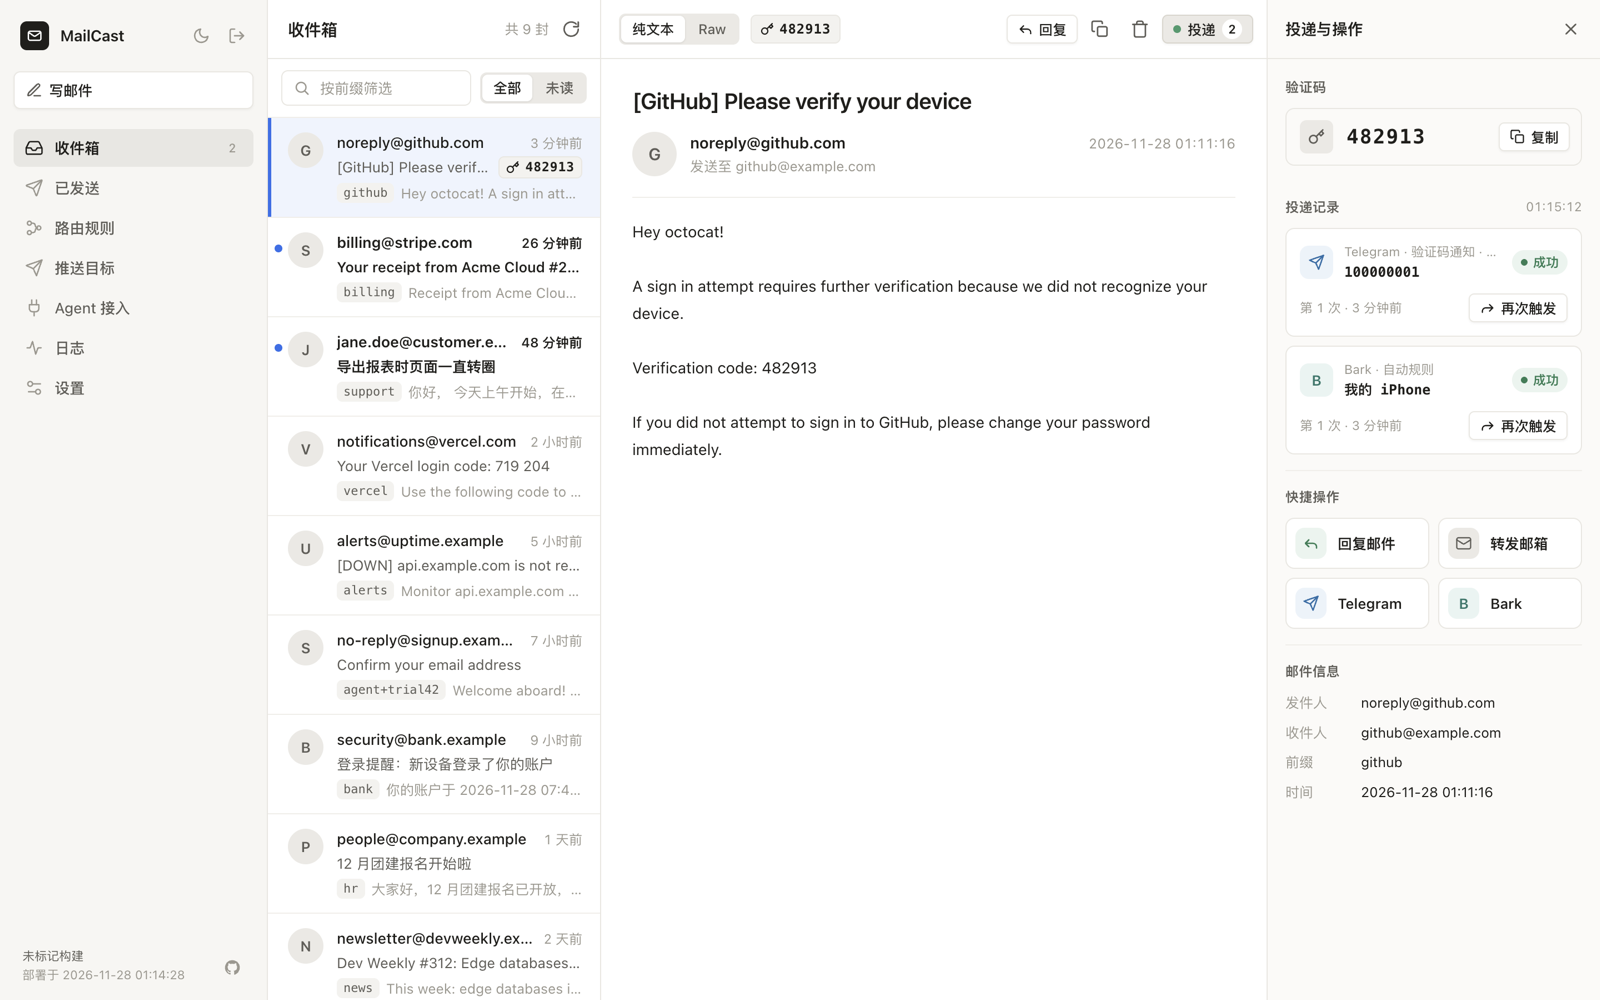 MailCast
写邮件
收件箱 2
已发送
路由规则
推送目标
Agent 接入
日志
设置
未标记构建
部署于 2026-11-28 01:14:28
收件箱 共 9 封
按前缀筛选 全部 未读
G noreply@github.com 3 分钟前
[GitHub] Please verif... 482913
github Hey octocat! A sign in att...
S billing@stripe.com 26 分钟前
Your receipt from Acme Cloud #2...
billing Receipt from Acme Clou...
J jane.doe@customer.e... 48 分钟前
导出报表时页面一直转圈
support 你好， 今天上午开始，在...
V notifications@vercel.com 2 小时前
Your Vercel login code: 719 204
vercel Use the following code to ...
U alerts@uptime.example 5 小时前
[DOWN] api.example.com is not re...
alerts Monitor api.example.com ...
S no-reply@signup.exam... 7 小时前
Confirm your email address
agent+trial42 Welcome aboard! ...
B security@bank.example 9 小时前
登录提醒：新设备登录了你的账户
bank 你的账户于 2026-11-28 07:4...
P people@company.example 1 天前
12 月团建报名开始啦
hr 大家好，12 月团建报名已开放，...
N newsletter@devweekly.ex... 2 天前
Dev Weekly #312: Edge databases...
news This week: edge databases i...
纯文本 Raw 482913 回复 投递 2
[GitHub] Please verify your device
G noreply@github.com 2026-11-28 01:11:16
发送至 github@example.com
Hey octocat!
A sign in attempt requires further verification because we did not recognize your
device.
Verification code: 482913
If you did not attempt to sign in to GitHub, please change your password
immediately.
投递与操作
验证码
482913 复制
投递记录 01:15:12
Telegram · 验证码通知 · ...
100000001 成功
第 1 次 · 3 分钟前 再次触发
B Bark · 自动规则
我的 iPhone 成功
第 1 次 · 3 分钟前 再次触发
快捷操作
回复邮件 转发邮箱
Telegram B Bark
邮件信息
发件人 noreply@github.com
收件人 github@example.com
前缀 github
时间 2026-11-28 01:11:16